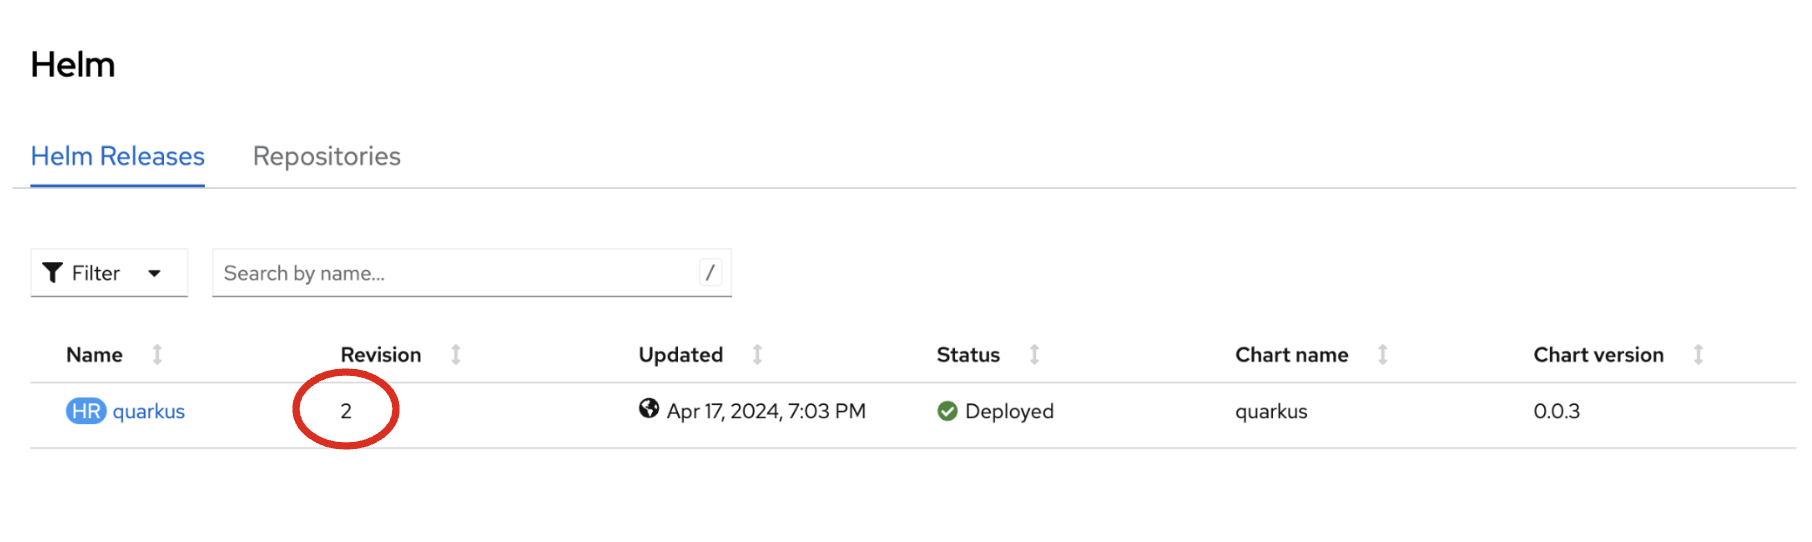 Helm
Helm Releases Repositories
Filter Search by name... /
Name Revision Updated Status Chart name Chart version
HR quarkus 2 Apr 17, 2024, 7:03 PM Deployed quarkus 0.0.3